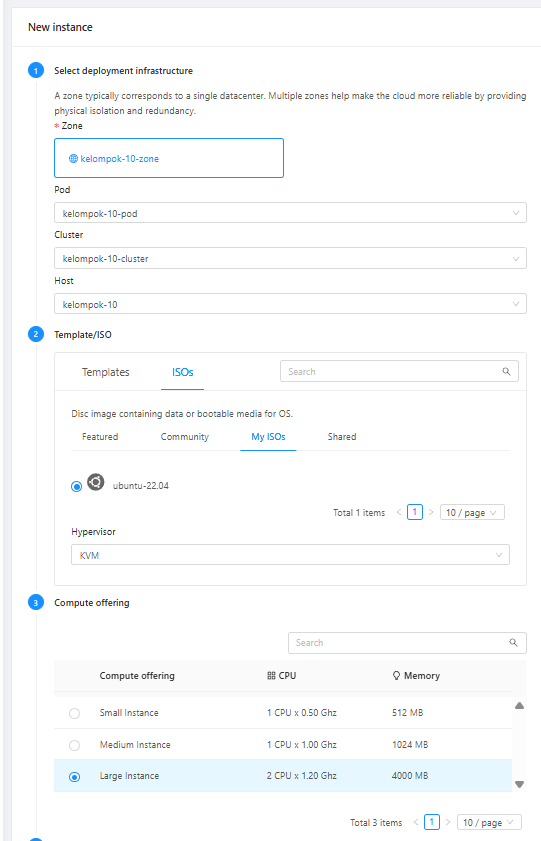 New instance
1 Select deployment infrastructure
A zone typically corresponds to a single datacenter. Multiple zones help make the cloud more reliable by providing
physical isolation and redundancy.
* Zone
kelompok-10-zone
Pod
kelompok-10-pod
Cluster
kelompok-10-cluster
Host
kelompok-10
2 Template/ISO
Templates ISOs Search
Disc image containing data or bootable media for OS.
Featured Community My ISOs Shared
ubuntu-22.04
Total 1 items < 1 > 10 / page
Hypervisor
KVM
3 Compute offering
Search
Compute offering CPU Memory
Small Instance 1 CPU x 0.50 Ghz 512 MB
Medium Instance 1 CPU x 1.00 Ghz 1024 MB
Large Instance 2 CPU x 1.20 Ghz 4000 MB
Total 3 items < 1 > 10 / page